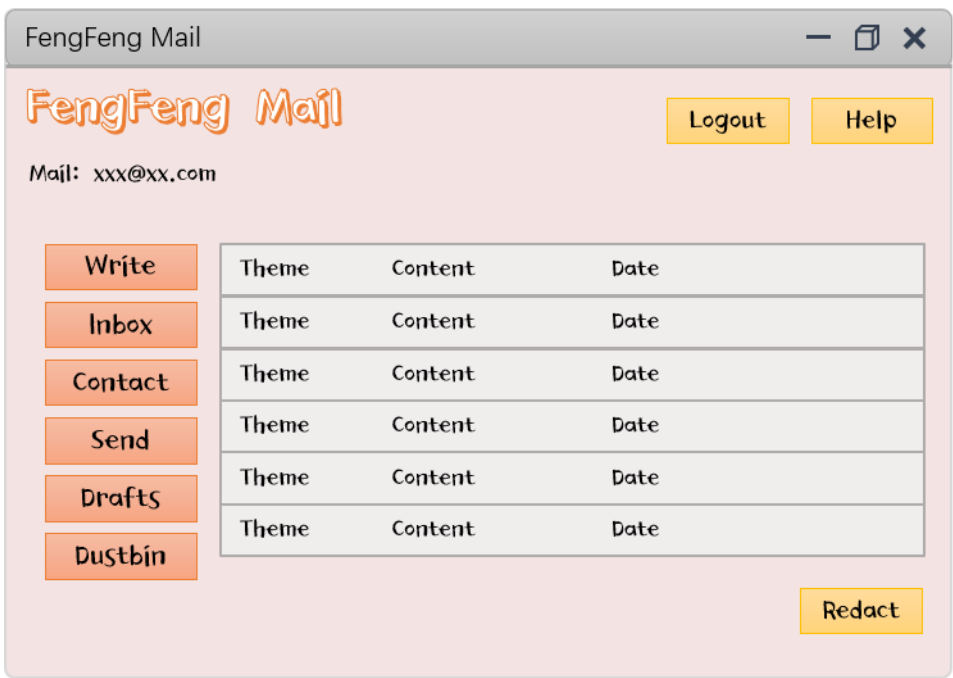 FengFeng Mail
FengFeng Mail
Logout Help
Mail: xxx@xx.com
Write
Inbox
Contact
Send
Drafts
Dustbin
Theme Content Date
Theme Content Date
Theme Content Date
Theme Content Date
Theme Content Date
Theme Content Date
Redact